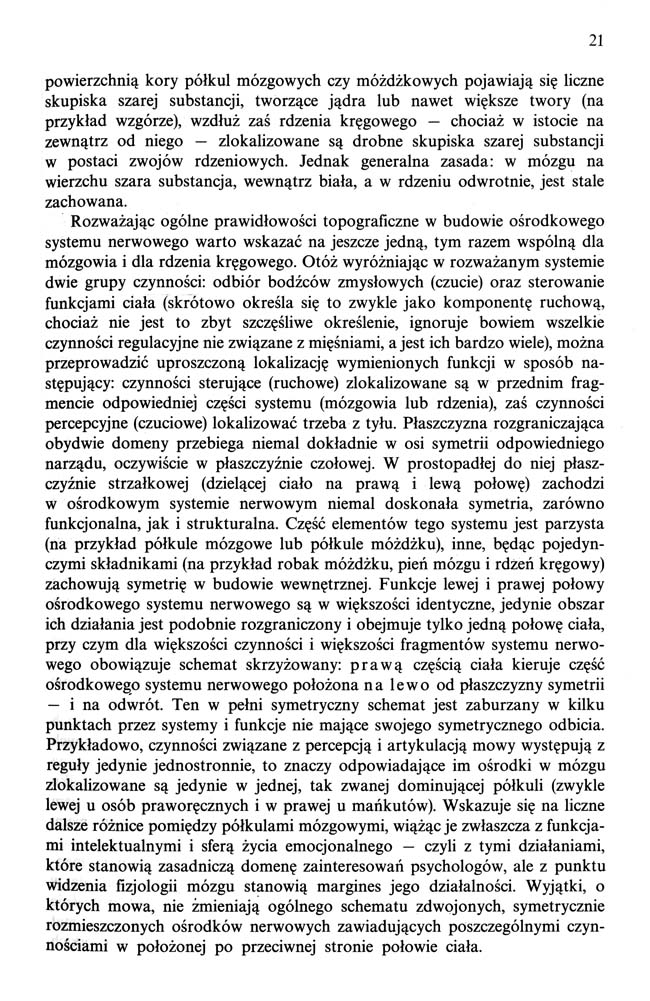 21
powierzchnią kory półkul mózgowych czy móżdżkowych pojawiają się liczne
skupiska szarej substancji, tworzące jądra lub nawet większe twory (na
przykład wzgórze), wzdłuż zaś rdzenia kręgowego — chociaż w istocie na
zewnątrz od niego — zlokalizowane są drobne skupiska szarej substancji
w postaci zwojów rdzeniowych. Jednak generalna zasada: w mózgu na
wierzchu szara substancja, wewnątrz biała, a w rdzeniu odwrotnie, jest stale
zachowana.
Rozważając ogólne prawidłowości topograficzne w budowie ośrodkowego
systemu nerwowego warto wskazać na jeszcze jedną, tym razem wspólną dla
mózgowia i dla rdzenia kręgowego. Otóż wyróżniając w rozważanym systemie
dwie grupy czynności: odbiór bodźców zmysłowych (czucie) oraz sterowanie
funkcjami ciała (skrótowo określa się to zwykle jako komponentę ruchową,
chociaż nie jest to zbyt szczęśliwe określenie, ignoruje bowiem wszelkie
czynności regulacyjne nie związane z mięśniami, a jest ich bardzo wiele), można
przeprowadzić uproszczoną lokalizację wymienionych funkcji w sposób na-
stępujący: czynności sterujące (ruchowe) zlokalizowane są w przednim frag-
mencie odpowiedniej części systemu (mózgowia lub rdzenia), zaś czynności
percepcyjne (czuciowe) lokalizować trzeba z tyłu. Płaszczyzna rozgraniczająca
obydwie domeny przebiega niemal dokładnie w osi symetrii odpowiedniego
narządu, oczywiście w płaszczyźnie czołowej. W prostopadłej do niej płasz-
czyźnie strzałkowej (dzielącej ciało na prawą i lewą połowę) zachodzi
w ośrodkowym systemie nerwowym niemal doskonała symetria, zarówno
funkcjonalna, jak i strukturalna. Część elementów tego systemu jest parzysta
(na przykład półkule mózgowe lub półkule móżdżku), inne, będąc pojedyn-
czymi składnikami (na przykład robak móżdżku, pień mózgu i rdżeń kręgowy)
zachowują symetrię w budowie wewnętrznej. Funkcje lewej i prawej połowy
ośrodkowego systemu nerwowego są w większości identyczne, jedynie obszar
ich działania jest podobnie rozgraniczony i obejmuje tylko jedną połowę ciała,
przy czym dla większości czynności i większości fragmentów systemu nerwo-
wego obowiązuje schemat skrzyżowany: prawą częścią ciała kieruje część
ośrodkowego systemu nerwowego położona na lewo od płaszczyzny symetrii
— i na odwrót. Ten w pełni symetryczny schemat jest zaburzany w kilku
punktach przez systemy i funkcje nie mające swojego symetrycznego odbicia.
Przykładowo, czynności związane z percepcją i artykulacją mowy występują z
reguły jedynie jednostronnie, to znaczy odpowiadające im ośrodki w mózgu
zlokalizowane są jedynie w jednej, tak zwanej dominującej półkuli (zwykle
lewej u osób praworęcznych i w prawej u mańkutów). Wskazuje się na liczne
dalsze różnice pomiędzy półkulami mózgowymi, wiążąc je zwłaszcza z funkcja-
mi intelektualnymi i sferą życia emocjonalnego — czyli z tymi działaniami,
które stanowią zasadniczą domenę zainteresowań psychologów, ale z punktu
widzenia fizjologii mózgu stanowią margines jego działalności. Wyjątki, o
których mowa, nie żmieniają ogólnego schematu zdwojonych, symetrycznie
rozmieszczonych ośrodków nerwowych zawiadujących poszczególnymi czyn-
nościami w położonej po przeciwnej stronie połowie ciała.